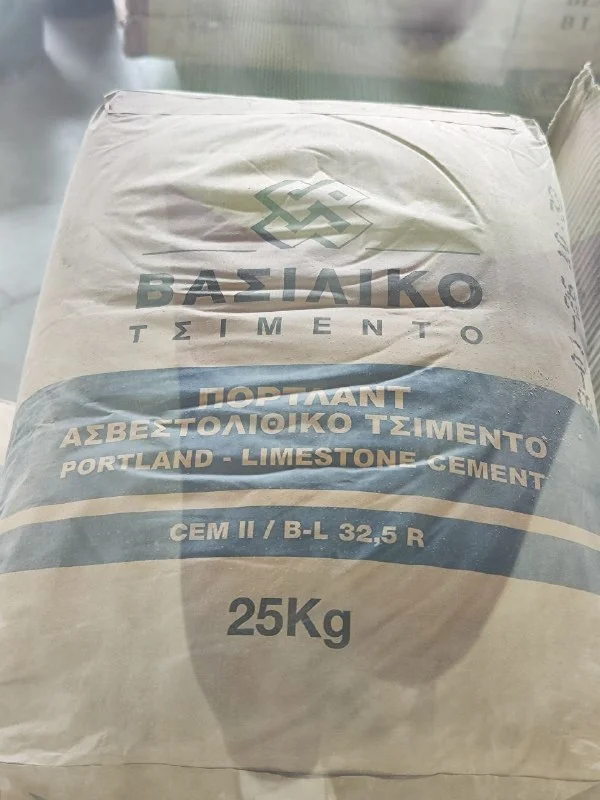 ΒΑΣΙΛΙΚΟ
ΤΣΙΜΕΝΤΟ
ΠΟΡΤΛΑΝΤ
ΑΣΒΕΣΤΟΛΙΘΙΚΟ ΤΣΙΜΕΝΤΟ
PORTLAND - LIMESTONE CEMENT
CEM II / B-L 32,5 R
25Kg